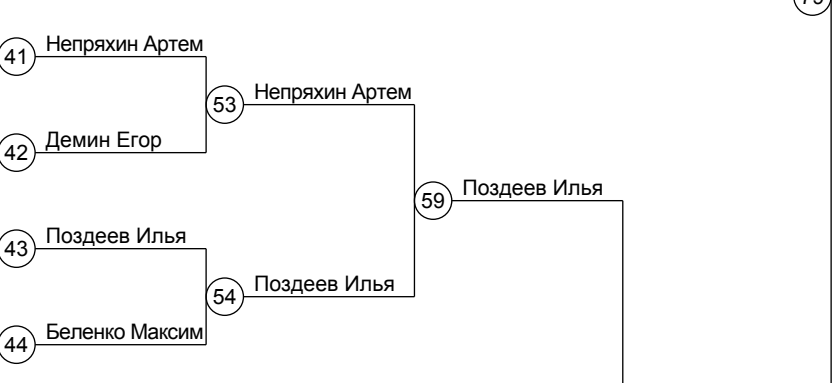 41 Непряхин Артем
53 Непряхин Артем
42 Демин Егор
59 Поздеев Илья
43 Поздеев Илья
54 Поздеев Илья
44 Беленко Максим